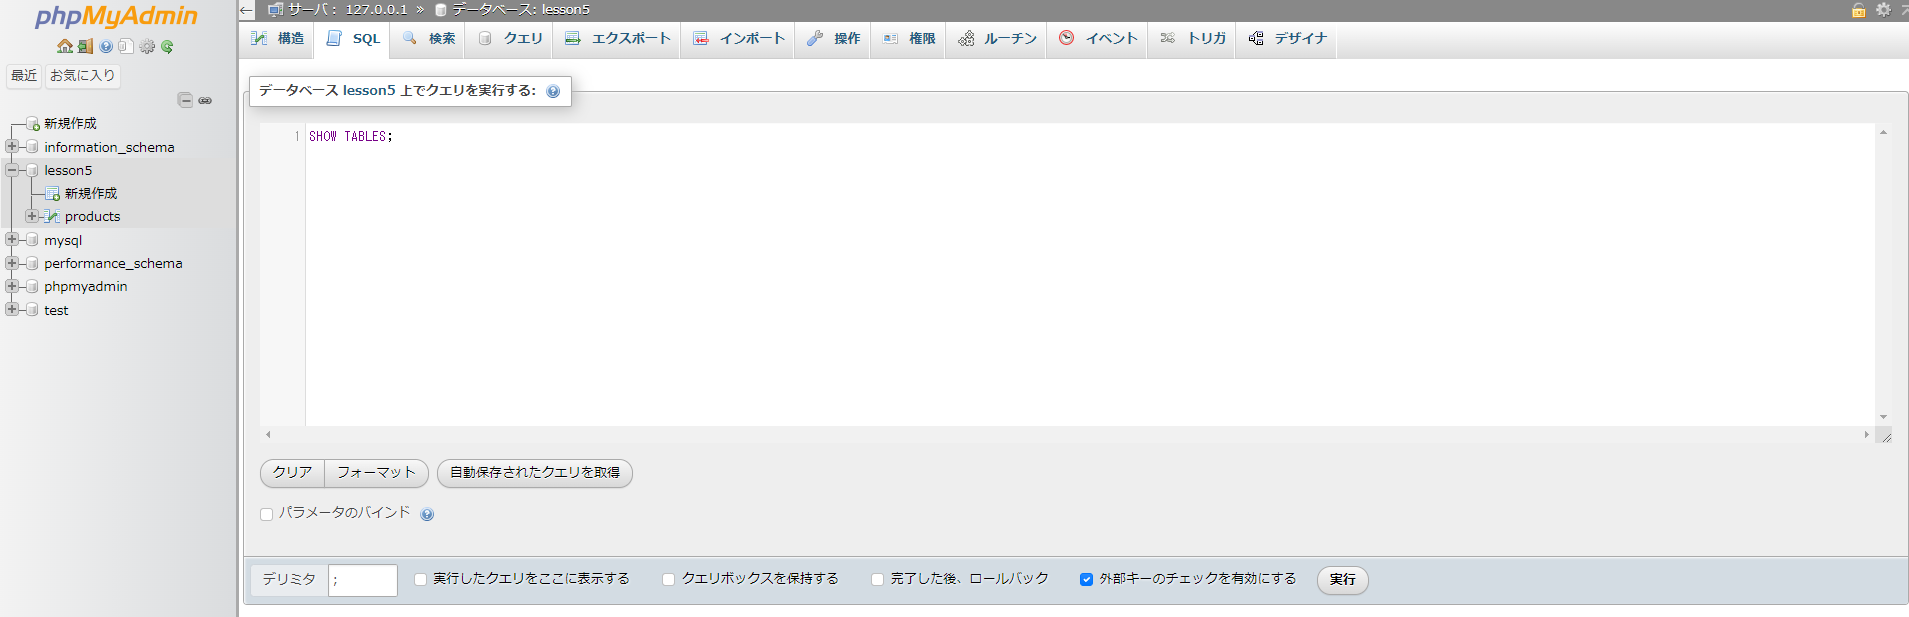 phpMyAdmin
最近 お気に入り
新規作成
information_schema
lesson5
新規作成
products
mysql
performance_schema
phpmyadmin
test
サーバ： 127.0.0.1 » データベース: lesson5
構造 SQL 検索 クエリ エクスポート インポート 操作 権限 ルーチン イベント トリガ デザイナ
データベース lesson5 上でクエリを実行する:
1 SHOW TABLES;
クリア フォーマット 自動保存されたクエリを取得
パラメータのバインド
デリミタ ; 実行したクエリをここに表示する クエリボックスを保持する 完了した後、ロールバック 外部キーのチェックを有効にする 実行